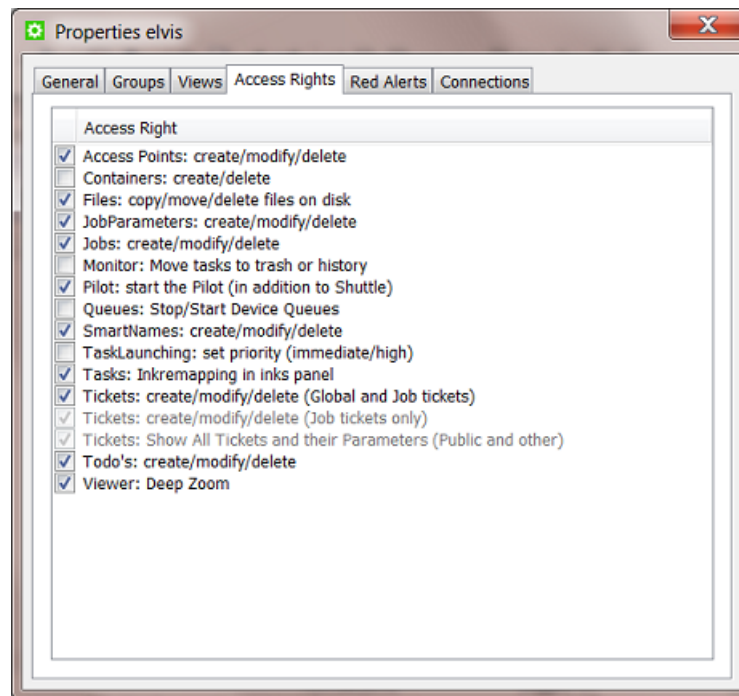 Properties elvis
General Groups Views Access Rights Red Alerts Connections
Access Right
Access Points: create/modify/delete
Containers: create/delete
Files: copy/move/delete files on disk
JobParameters: create/modify/delete
Jobs: create/modify/delete
Monitor: Move tasks to trash or history
Pilot: start the Pilot (in addition to Shuttle)
Queues: Stop/Start Device Queues
SmartNames: create/modify/delete
TaskLaunching: set priority (immediate/high)
Tasks: Inkremapping in inks panel
Tickets: create/modify/delete (Global and Job tickets)
Tickets: create/modify/delete (Job tickets only)
Tickets: Show All Tickets and their Parameters (Public and other)
Todo's: create/modify/delete
Viewer: Deep Zoom